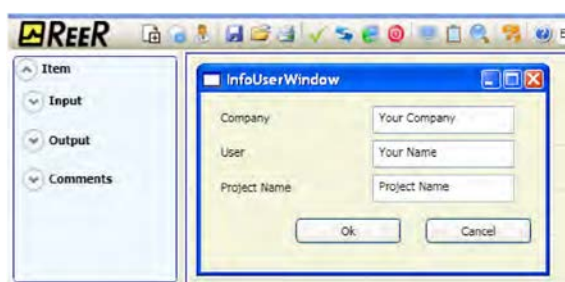 REER
Item
Input
Output
Comments
InfoUserWindow
Company
Your Company
User
Your Name
Project Name
Project Name
Ok
Cancel